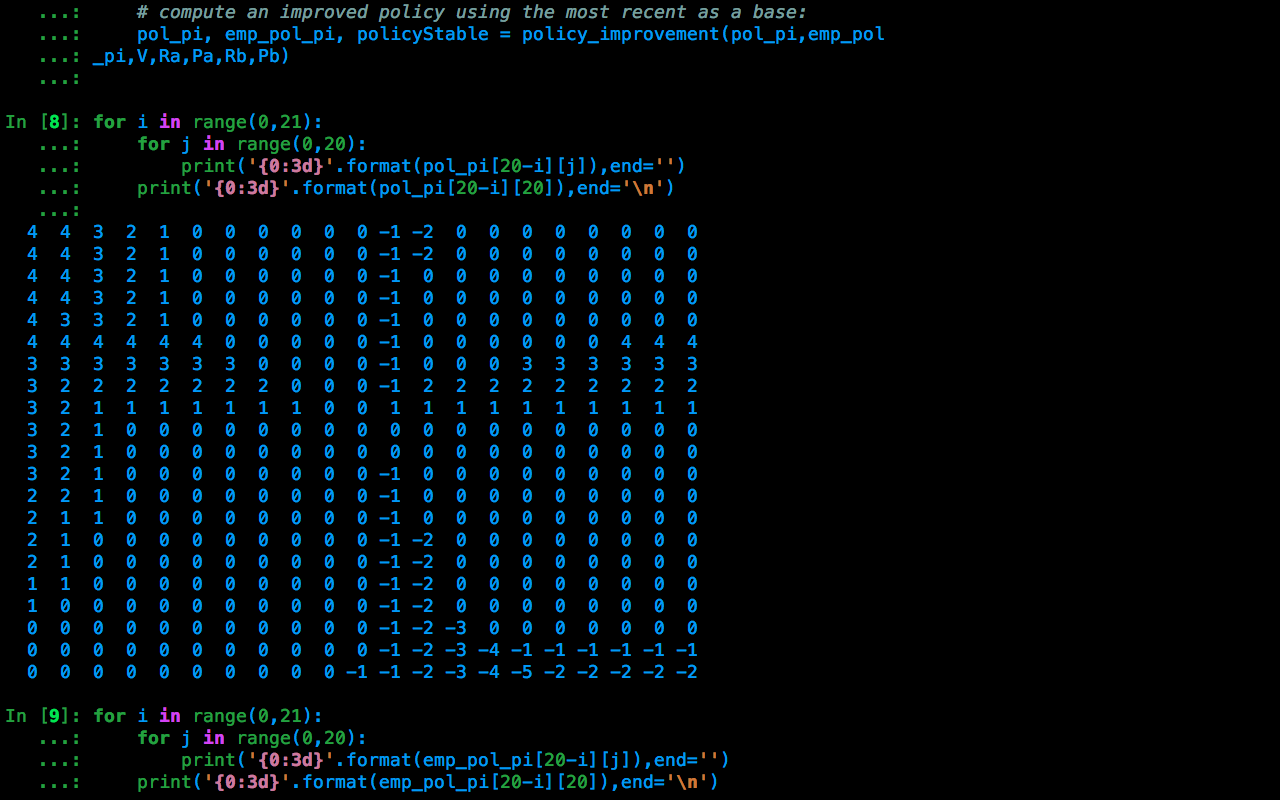 ...:     # compute an improved policy using the most recent as a base:
   ...:     pol_pi, emp_pol_pi, policyStable = policy_improvement(pol_pi,emp_pol
   ...: _pi,V,Ra,Pa,Rb,Pb)
   ...:

In [8]: for i in range(0,21):
   ...:     for j in range(0,20):
   ...:         print('{0:3d}'.format(pol_pi[20-i][j]),end='')
   ...:     print('{0:3d}'.format(pol_pi[20-i][20]),end='\n')
   ...:
  4  4  3  2  1  0  0  0  0  0  0 -1 -2  0  0  0  0  0  0  0  0
  4  4  3  2  1  0  0  0  0  0  0 -1 -2  0  0  0  0  0  0  0  0
  4  4  3  2  1  0  0  0  0  0  0 -1  0  0  0  0  0  0  0  0  0
  4  4  3  2  1  0  0  0  0  0  0 -1  0  0  0  0  0  0  0  0  0
  4  3  3  2  1  0  0  0  0  0  0 -1  0  0  0  0  0  0  0  0  0
  4  4  4  4  4  4  0  0  0  0  0 -1  0  0  0  0  0  0  4  4  4
  3  3  3  3  3  3  3  0  0  0  0 -1  0  0  0  3  3  3  3  3  3
  3  2  2  2  2  2  2  2  0  0  0 -1  2  2  2  2  2  2  2  2  2
  3  2  1  1  1  1  1  1  1  0  0  1  1  1  1  1  1  1  1  1  1
  3  2  1  0  0  0  0  0  0  0  0  0  0  0  0  0  0  0  0  0  0
  3  2  1  0  0  0  0  0  0  0  0  0  0  0  0  0  0  0  0  0  0
  3  2  1  0  0  0  0  0  0  0  0 -1  0  0  0  0  0  0  0  0  0
  2  2  1  0  0  0  0  0  0  0  0 -1  0  0  0  0  0  0  0  0  0
  2  1  1  0  0  0  0  0  0  0  0 -1  0  0  0  0  0  0  0  0  0
  2  1  0  0  0  0  0  0  0  0  0 -1 -2  0  0  0  0  0  0  0  0
  2  1  0  0  0  0  0  0  0  0  0 -1 -2  0  0  0  0  0  0  0  0
  1  1  0  0  0  0  0  0  0  0  0 -1 -2  0  0  0  0  0  0  0  0
  1  0  0  0  0  0  0  0  0  0  0 -1 -2  0  0  0  0  0  0  0  0
  0  0  0  0  0  0  0  0  0  0  0 -1 -2 -3  0  0  0  0  0  0  0
  0  0  0  0  0  0  0  0  0  0  0 -1 -2 -3 -4 -1 -1 -1 -1 -1 -1
  0  0  0  0  0  0  0  0  0  0 -1 -1 -2 -3 -4 -5 -2 -2 -2 -2 -2

In [9]: for i in range(0,21):
   ...:     for j in range(0,20):
   ...:         print('{0:3d}'.format(emp_pol_pi[20-i][j]),end='')
   ...:     print('{0:3d}'.format(emp_pol_pi[20-i][20]),end='\n')